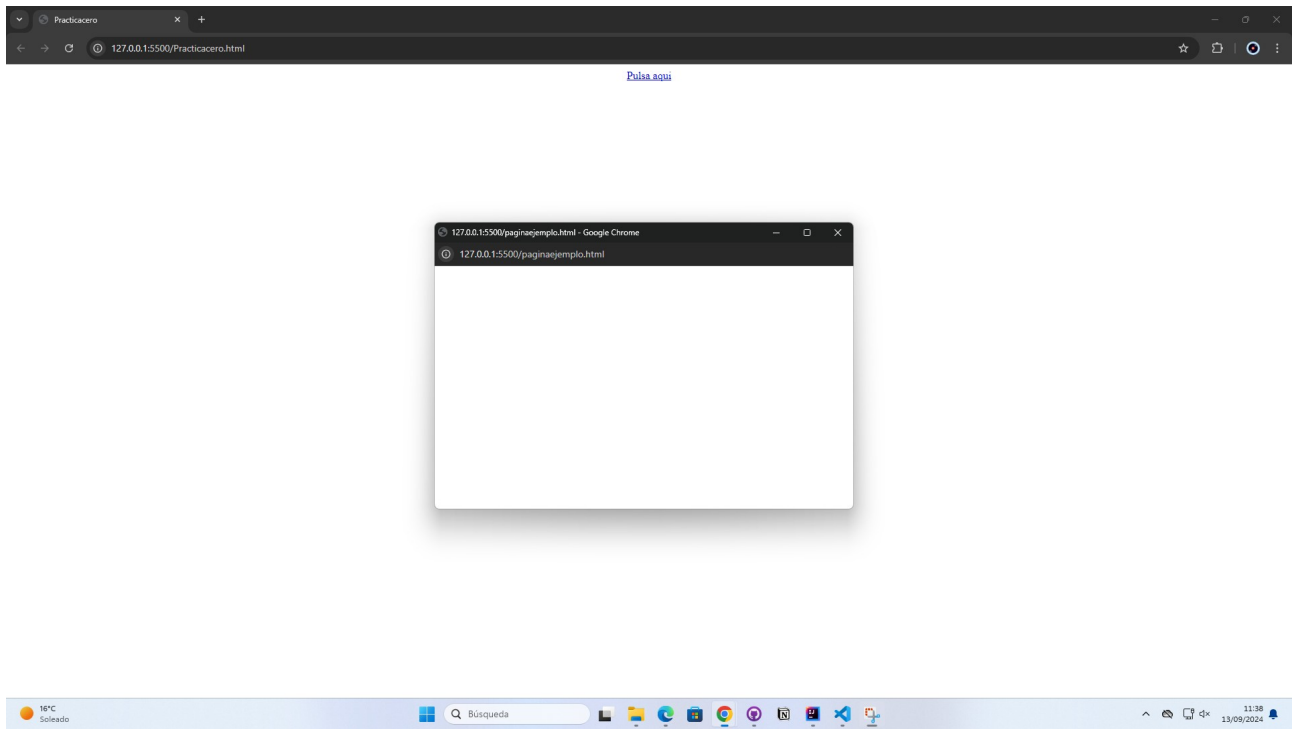 Practicacero
127.0.0.1:5500/Practicacero.html
Pulsa aqui
127.0.0.1:5500/paginaejemplo.html - Google Chrome
127.0.0.1:5500/paginaejemplo.html
16°C
Soleado
Búsqueda
11:38
13/09/2024